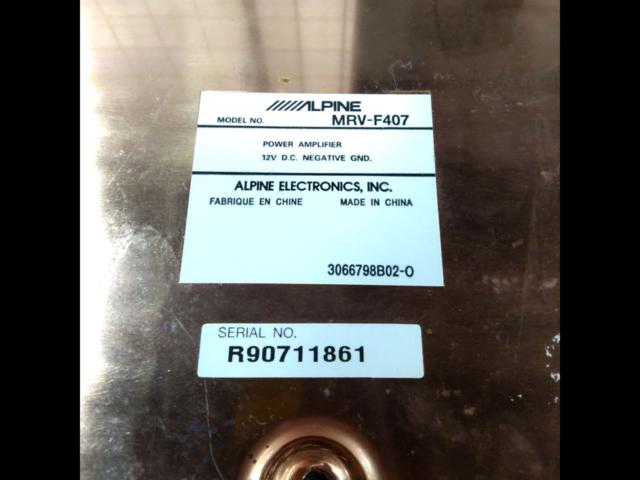 ALPINE
MODEL NO. MRV-F407
POWER AMPLIFIER
12V D.C. NEGATIVE GND.
ALPINE ELECTRONICS, INC.
FABRIQUE EN CHINE MADE IN CHINA
3066798B02-O
SERIAL NO.
R90711861